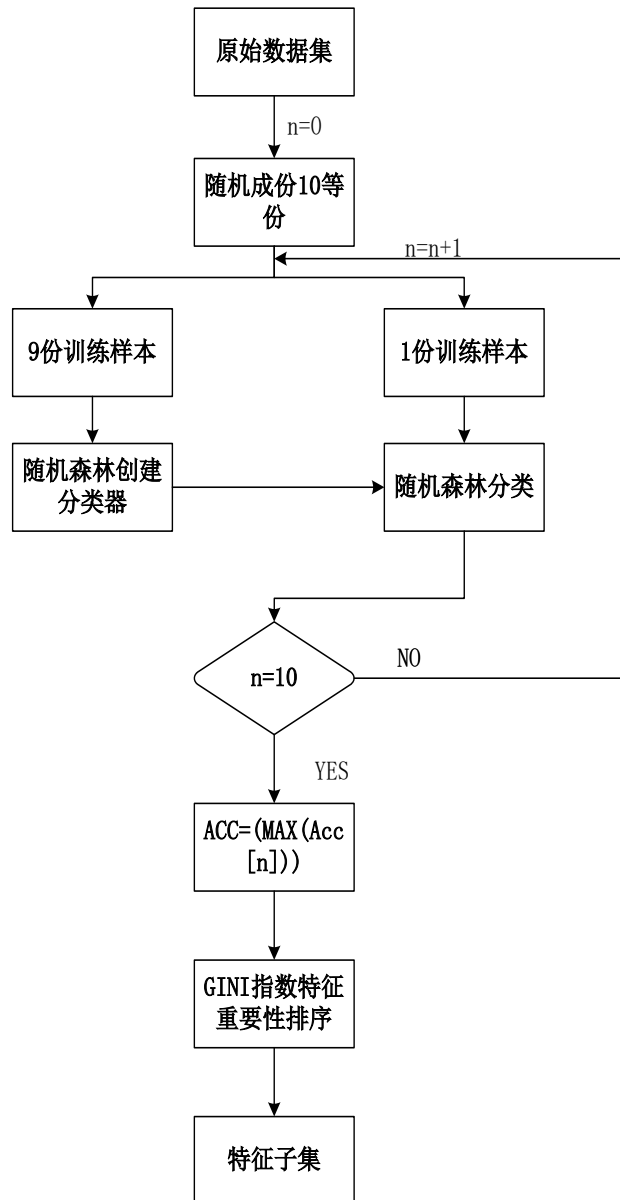 原始数据集
n=0
随机成份10等
份
n=n+1
9份训练样本
1份训练样本
随机森林创建
分类器
随机森林分类
n=10
NO
YES
ACC=(MAX(Acc
[n]))
GINI指数特征
重要性排序
特征子集